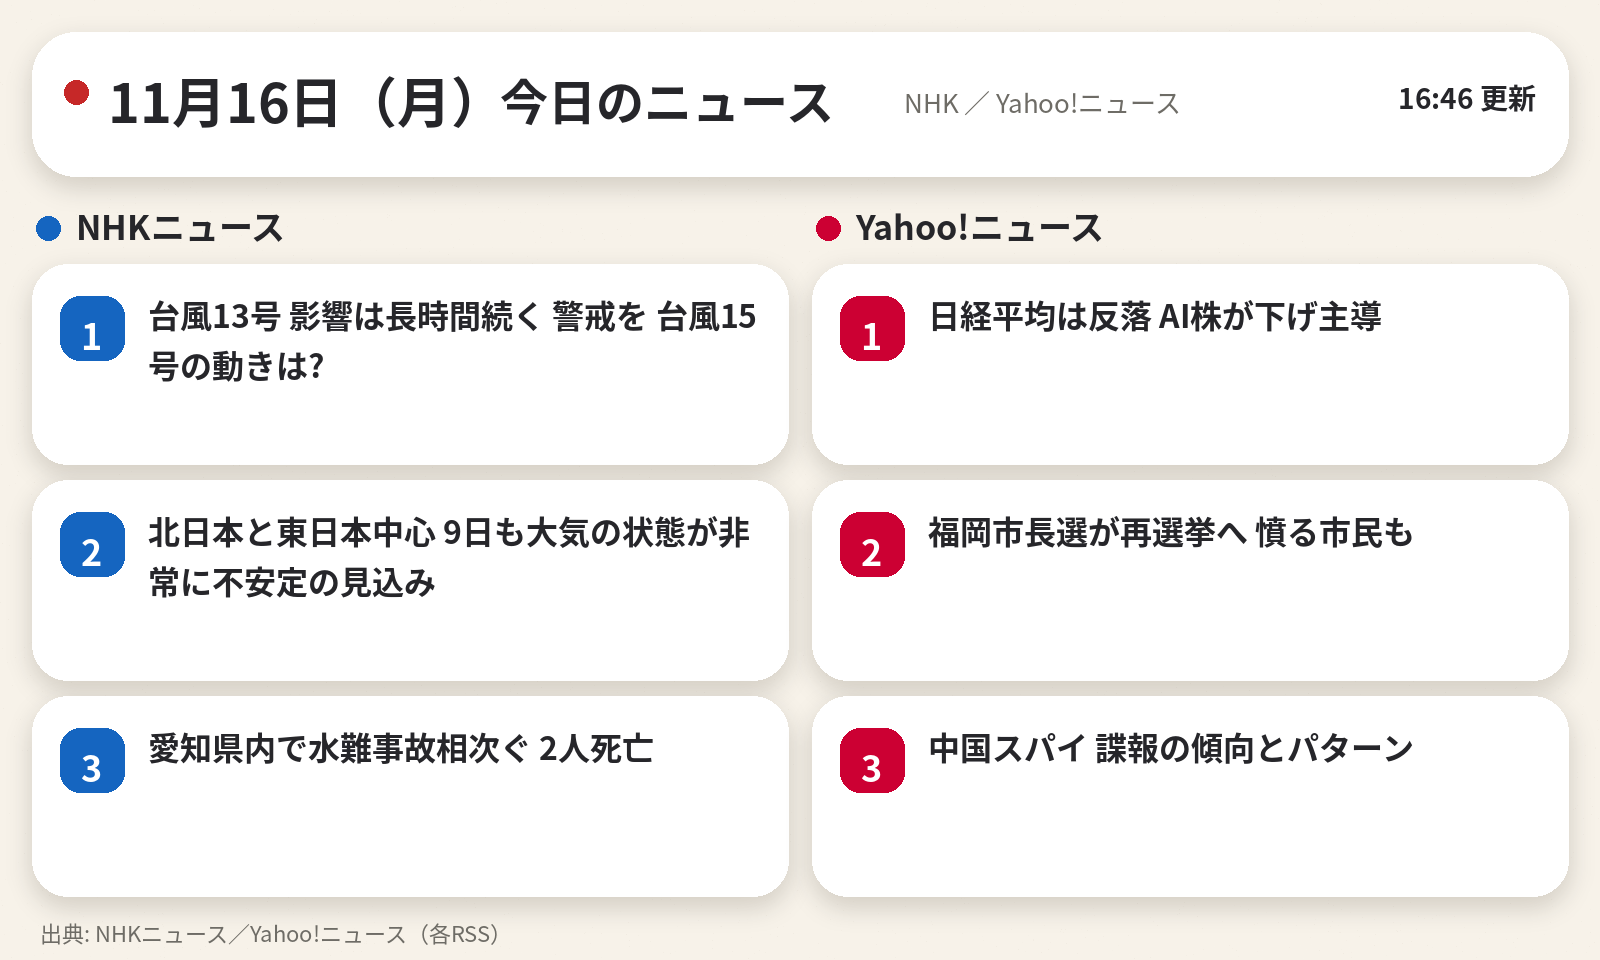 11月16日（月）今日のニュース
NHK ／ Yahoo!ニュース
16:46 更新
NHKニュース
1
台風13号 影響は長時間続く 警戒を 台風15
号の動きは?
2
北日本と東日本中心 9日も大気の状態が非
常に不安定の見込み
3
愛知県内で水難事故相次ぐ 2人死亡
Yahoo!ニュース
1
日経平均は反落 AI株が下げ主導
2
福岡市長選が再選挙へ 憤る市民も
3
中国スパイ 諜報の傾向とパターン
出典: NHKニュース／Yahoo!ニュース（各RSS）